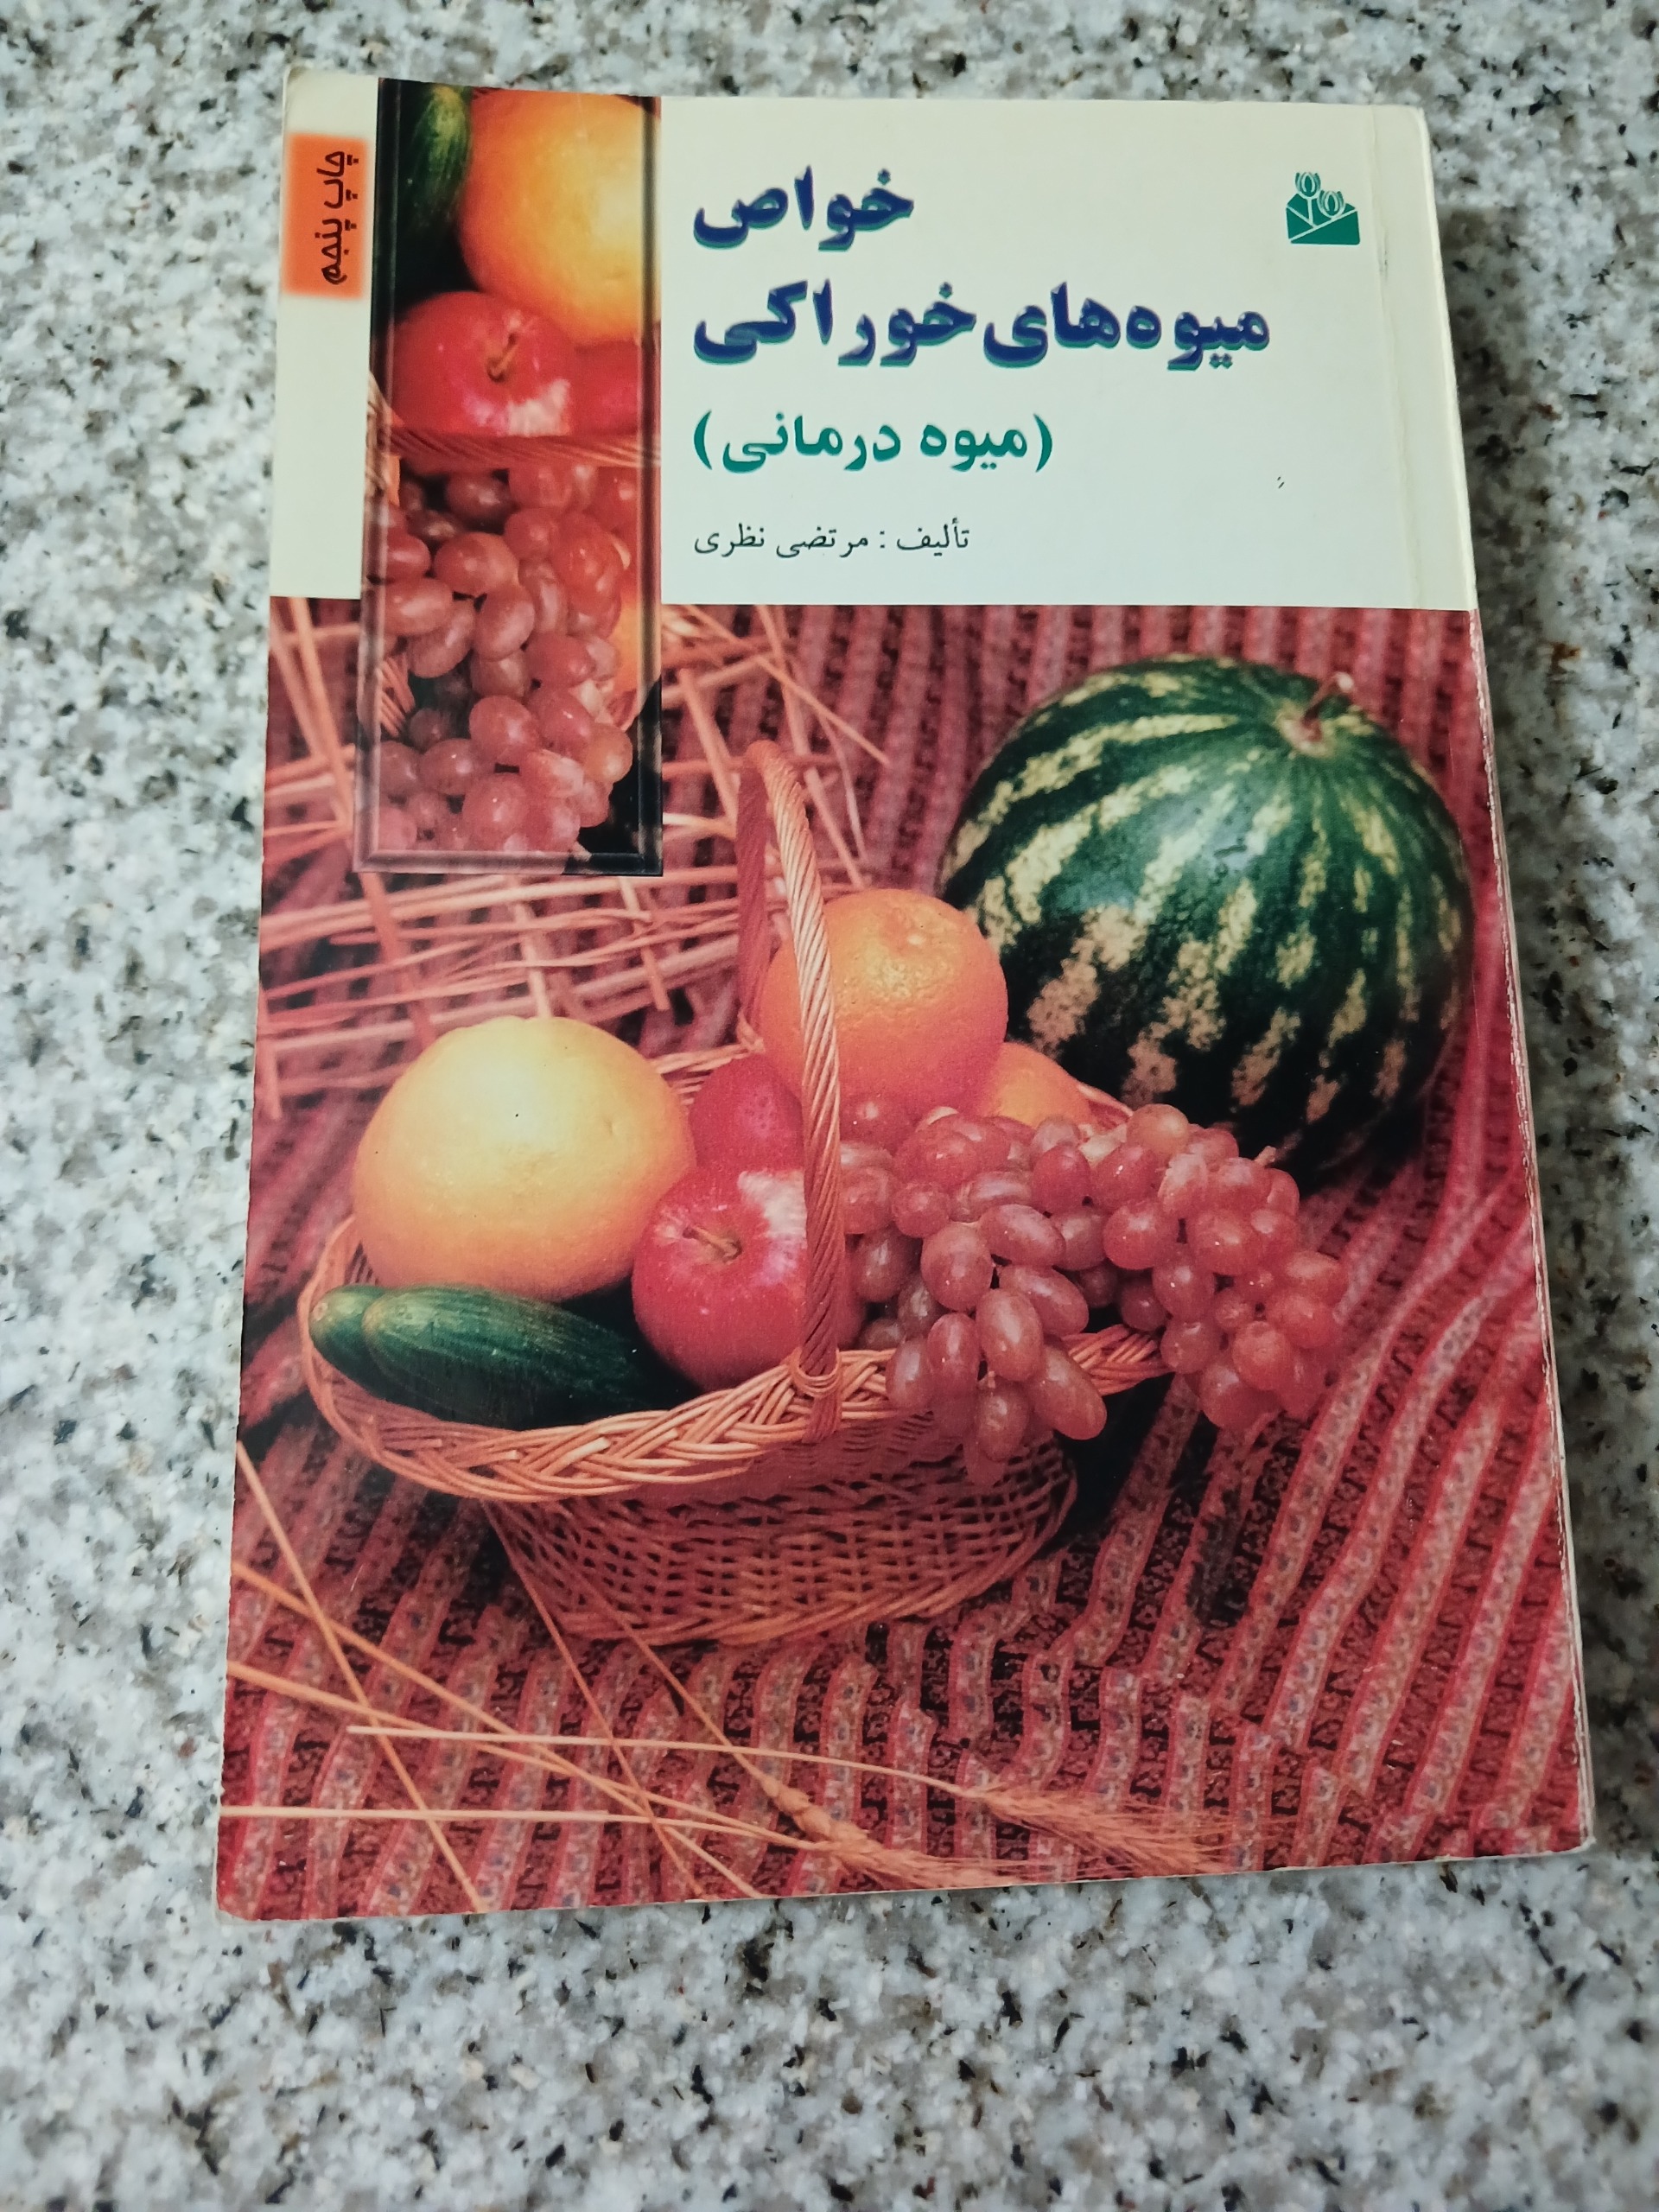 خواص
میوه‌های خوراکی
(میوه درمانی)
تألیف : مرتضی نظری
چاپ پنجم